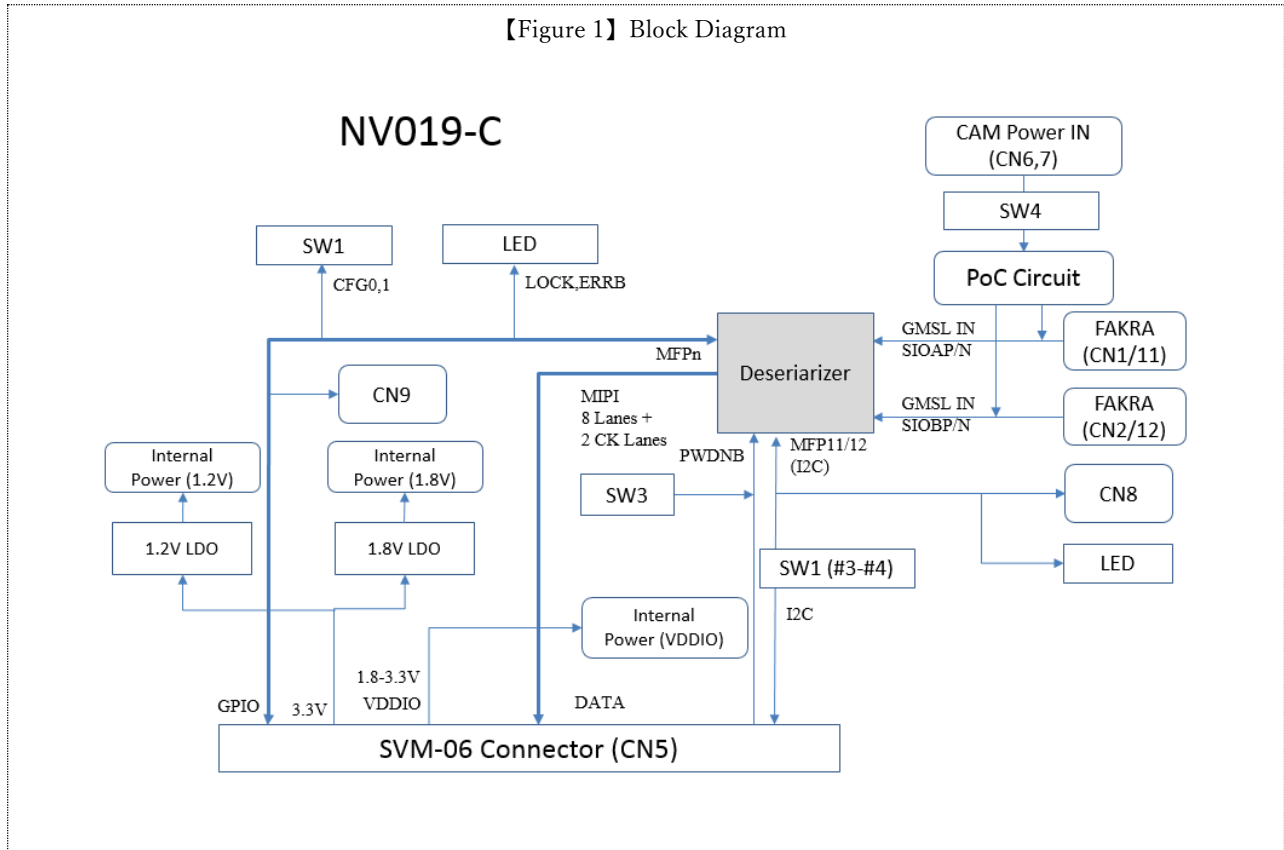 【Figure 1】Block Diagram
NV019-C
CAM Power IN
(CN6,7)
SW4
SW1
LED
PoC Circuit
CFG0,1
LOCK,ERRB
GMSL IN
SIOAP/N
FAKRA
(CN1/11)
MFPn
Deseriarizer
CN9
MIPI
8 Lanes +
2 CK Lanes
GMSL IN
SIOBP/N
FAKRA
(CN2/12)
PWDNB
MFP11/12
(I2C)
Internal
Power (1.2V)
Internal
Power (1.8V)
SW3
CN8
1.2V LDO
1.8V LDO
SW1 (#3-#4)
LED
Internal
Power (VDDIO)
I2C
1.8-3.3V
VDDIO
GPIO
3.3V
DATA
SVM-06 Connector (CN5)